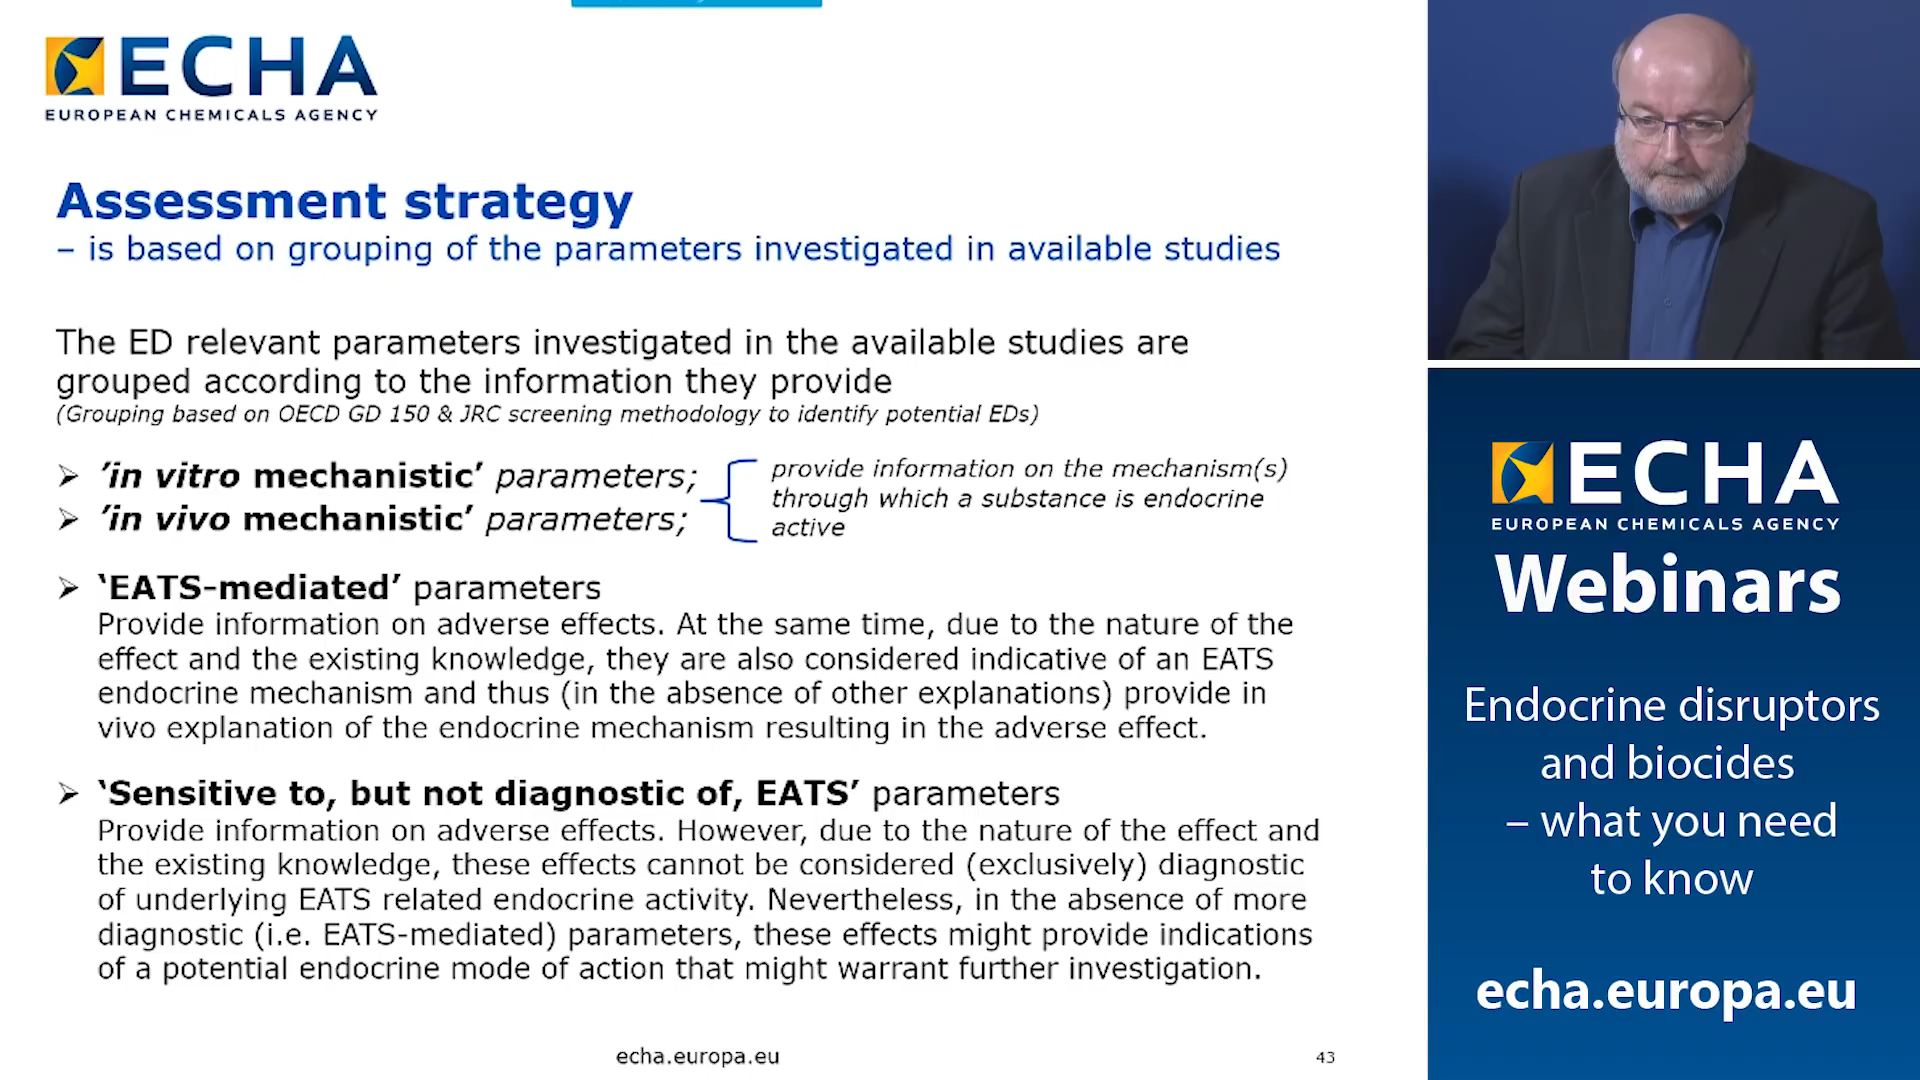 ECHA
EUROPEAN CHEMICALS AGENCY
Assessment strategy
– is based on grouping of the parameters investigated in available studies
The ED relevant parameters investigated in the available studies are
grouped according to the information they provide
(Grouping based on OECD GD 150 & JRC screening methodology to identify potential EDs)
➢ ’in vitro mechanistic’ parameters;
➢ ’in vivo mechanistic’ parameters;
provide information on the mechanism(s)
through which a substance is endocrine
active
➢ ‘EATS-mediated’ parameters
Provide information on adverse effects. At the same time, due to the nature of the
effect and the existing knowledge, they are also considered indicative of an EATS
endocrine mechanism and thus (in the absence of other explanations) provide in
vivo explanation of the endocrine mechanism resulting in the adverse effect.
➢ ‘Sensitive to, but not diagnostic of, EATS’ parameters
Provide information on adverse effects. However, due to the nature of the effect and
the existing knowledge, these effects cannot be considered (exclusively) diagnostic
of underlying EATS related endocrine activity. Nevertheless, in the absence of more
diagnostic (i.e. EATS-mediated) parameters, these effects might provide indications
of a potential endocrine mode of action that might warrant further investigation.
echa.europa.eu
43
ECHA
EUROPEAN CHEMICALS AGENCY
Webinars
Endocrine disruptors
and biocides
– what you need
to know
echa.europa.eu